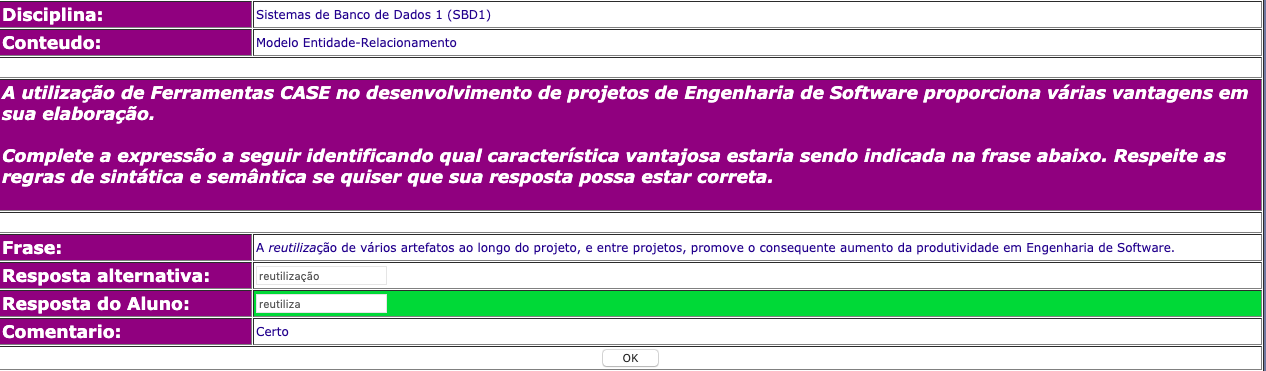 Disciplina: Sistemas de Banco de Dados 1 (SBD1)
Conteudo: Modelo Entidade-Relacionamento
A utilização de Ferramentas CASE no desenvolvimento de projetos de Engenharia de Software proporciona várias vantagens em
sua elaboração.
Complete a expressão a seguir identificando qual característica vantajosa estaria sendo indicada na frase abaixo. Respeite as
regras de sintática e semântica se quiser que sua resposta possa estar correta.
Frase: A reutilização de vários artefatos ao longo do projeto, e entre projetos, promove o consequente aumento da produtividade em Engenharia de Software.
Resposta alternativa: reutilização
Resposta do Aluno: reutiliza
Comentario: Certo
OK